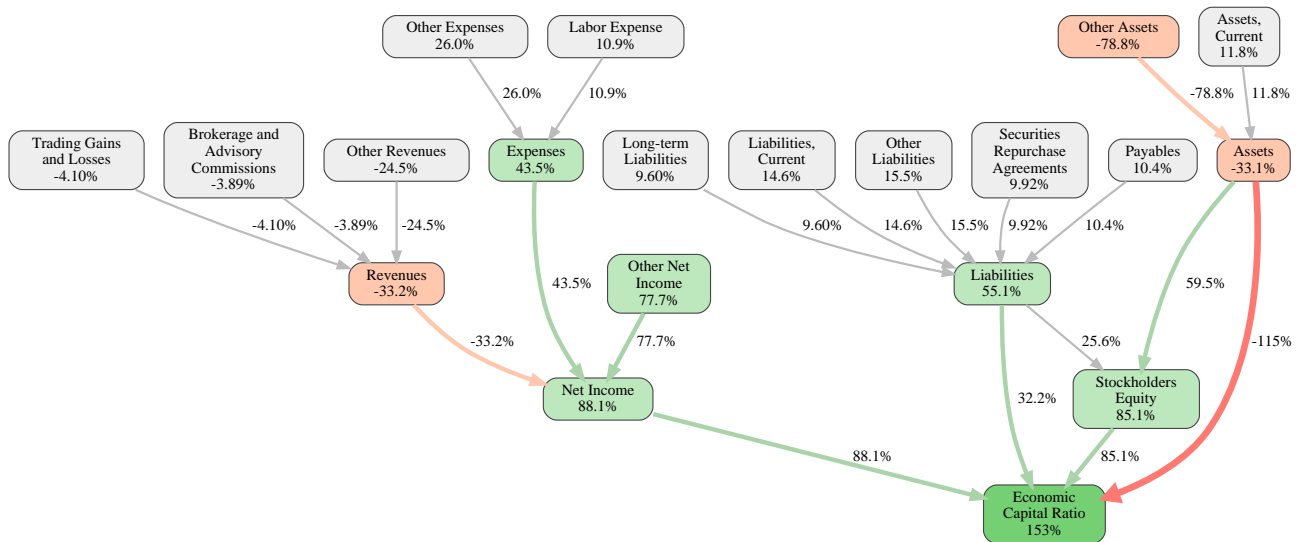 Other Expenses
26.0%
Labor Expense
10.9%
Other Assets
-78.8%
Assets,
Current
11.8%
26.0%
10.9%
-78.8%
11.8%
Trading Gains
and Losses
-4.10%
Brokerage and
Advisory
Commissions
-3.89%
Other Revenues
-24.5%
Expenses
43.5%
Long-term
Liabilities
9.60%
Liabilities,
Current
14.6%
Other
Liabilities
15.5%
Securities
Repurchase
Agreements
9.92%
Payables
10.4%
Assets
-33.1%
-4.10%
-3.89%
-24.5%
9.60%
14.6%
15.5%
9.92%
10.4%
Revenues
-33.2%
43.5%
Other Net
Income
77.7%
Liabilities
55.1%
59.5%
-33.2%
77.7%
25.6%
-115%
Net Income
88.1%
32.2%
Stockholders
Equity
85.1%
88.1%
85.1%
Economic
Capital Ratio
153%